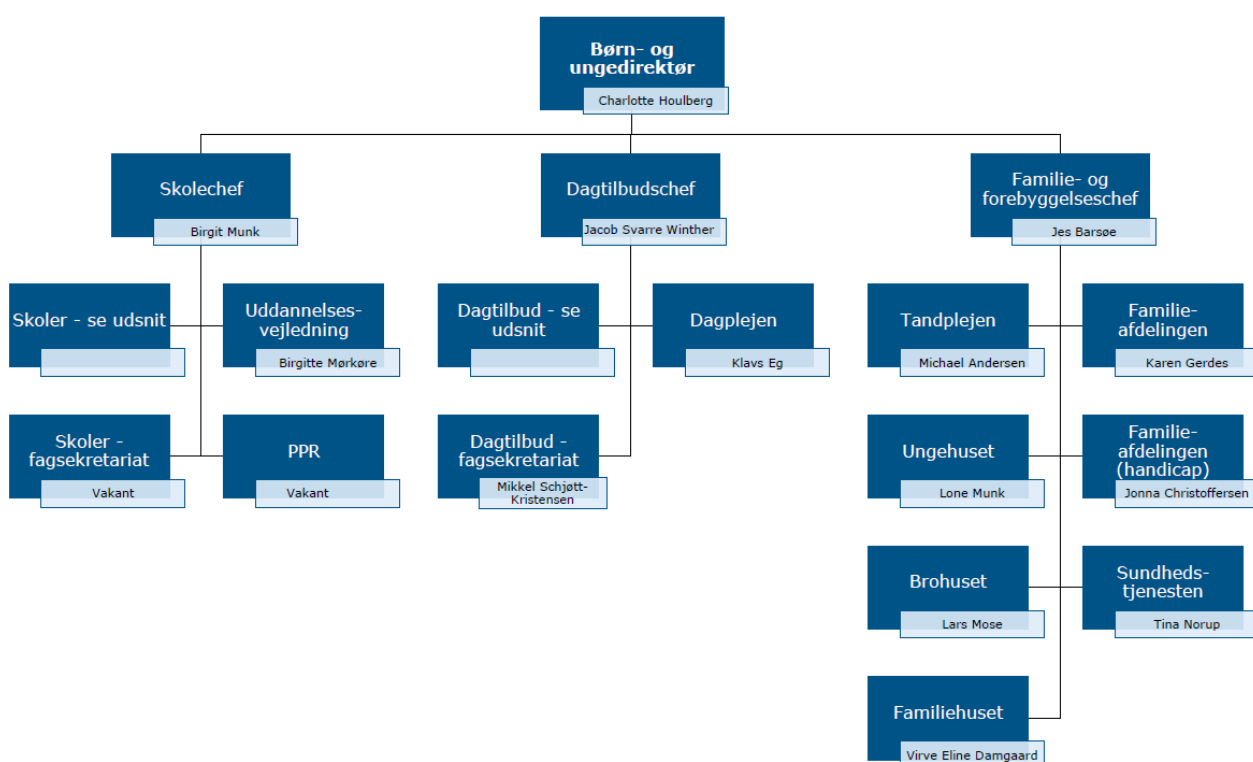 Børn- og
ungedirektør
Charlotte Houlberg
Skolechef
Birgit Munk
Dagtilbudschef
Jacob Svarre Winther
Familie- og
forebyggelseschef
Jes Barsøe
Skoler - se udsnit
Uddannelses-
vejledning
Birgitte Mørkøre
Dagtilbud - se
udsnit
Dagplejen
Klavs Eg
Tandplejen
Michael Andersen
Familie-
afdelingen
Karen Gerdes
Skoler -
fagsekretariat
Vakant
PPR
Vakant
Dagtilbud -
fagsekretariat
Mikkel Schjøtt-
Kristensen
Ungehuset
Lone Munk
Familie-
afdelingen
(handicap)
Jonna Christoffersen
Brohuset
Lars Mose
Sundheds-
tjenesten
Tina Norup
Familiehuset
Virve Eline Damgaard